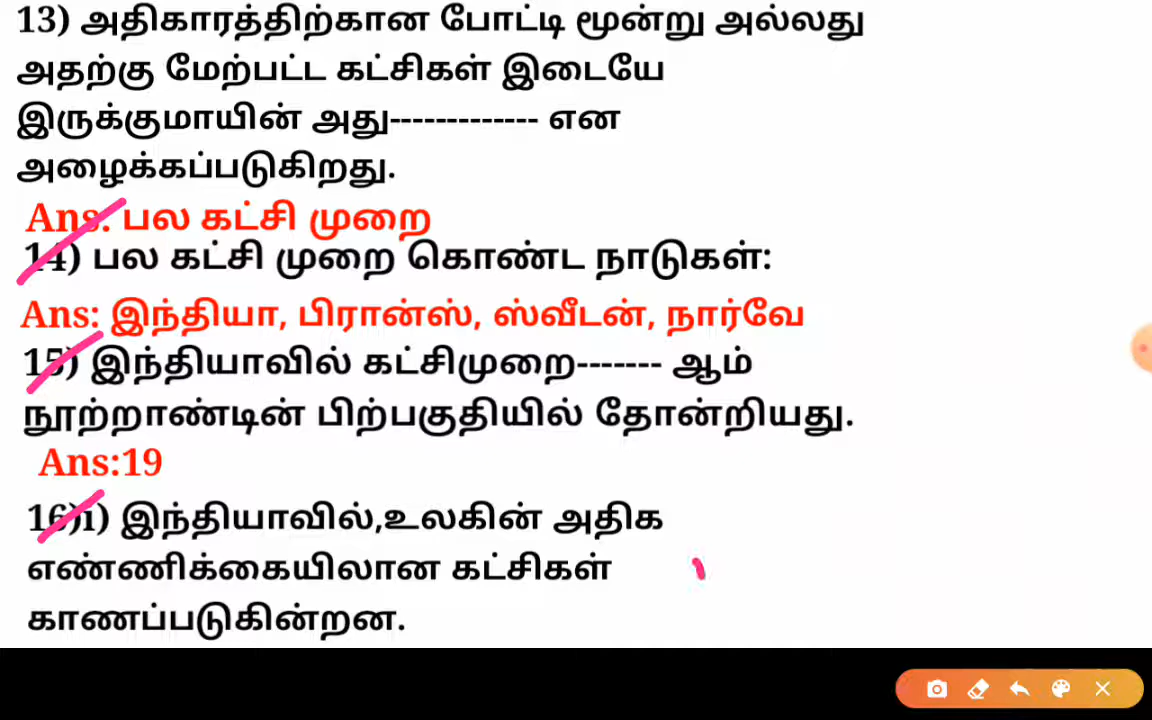 13) அதிகாரத்திற்கான போட்டி மூன்று அல்லது
அதற்கு மேற்பட்ட கட்சிகள் இடையே
இருக்குமாயின் அது------------- என
அழைக்கப்படுகிறது.
Ans: பல கட்சி முறை
14) பல கட்சி முறை கொண்ட நாடுகள்:
Ans: இந்தியா, பிரான்ஸ், ஸ்வீடன், நார்வே
15) இந்தியாவில் கட்சிமுறை------- ஆம்
நூற்றாண்டின் பிற்பகுதியில் தோன்றியது.
Ans:19
16)i) இந்தியாவில்,உலகின் அதிக
எண்ணிக்கையிலான கட்சிகள்
காணப்படுகின்றன.